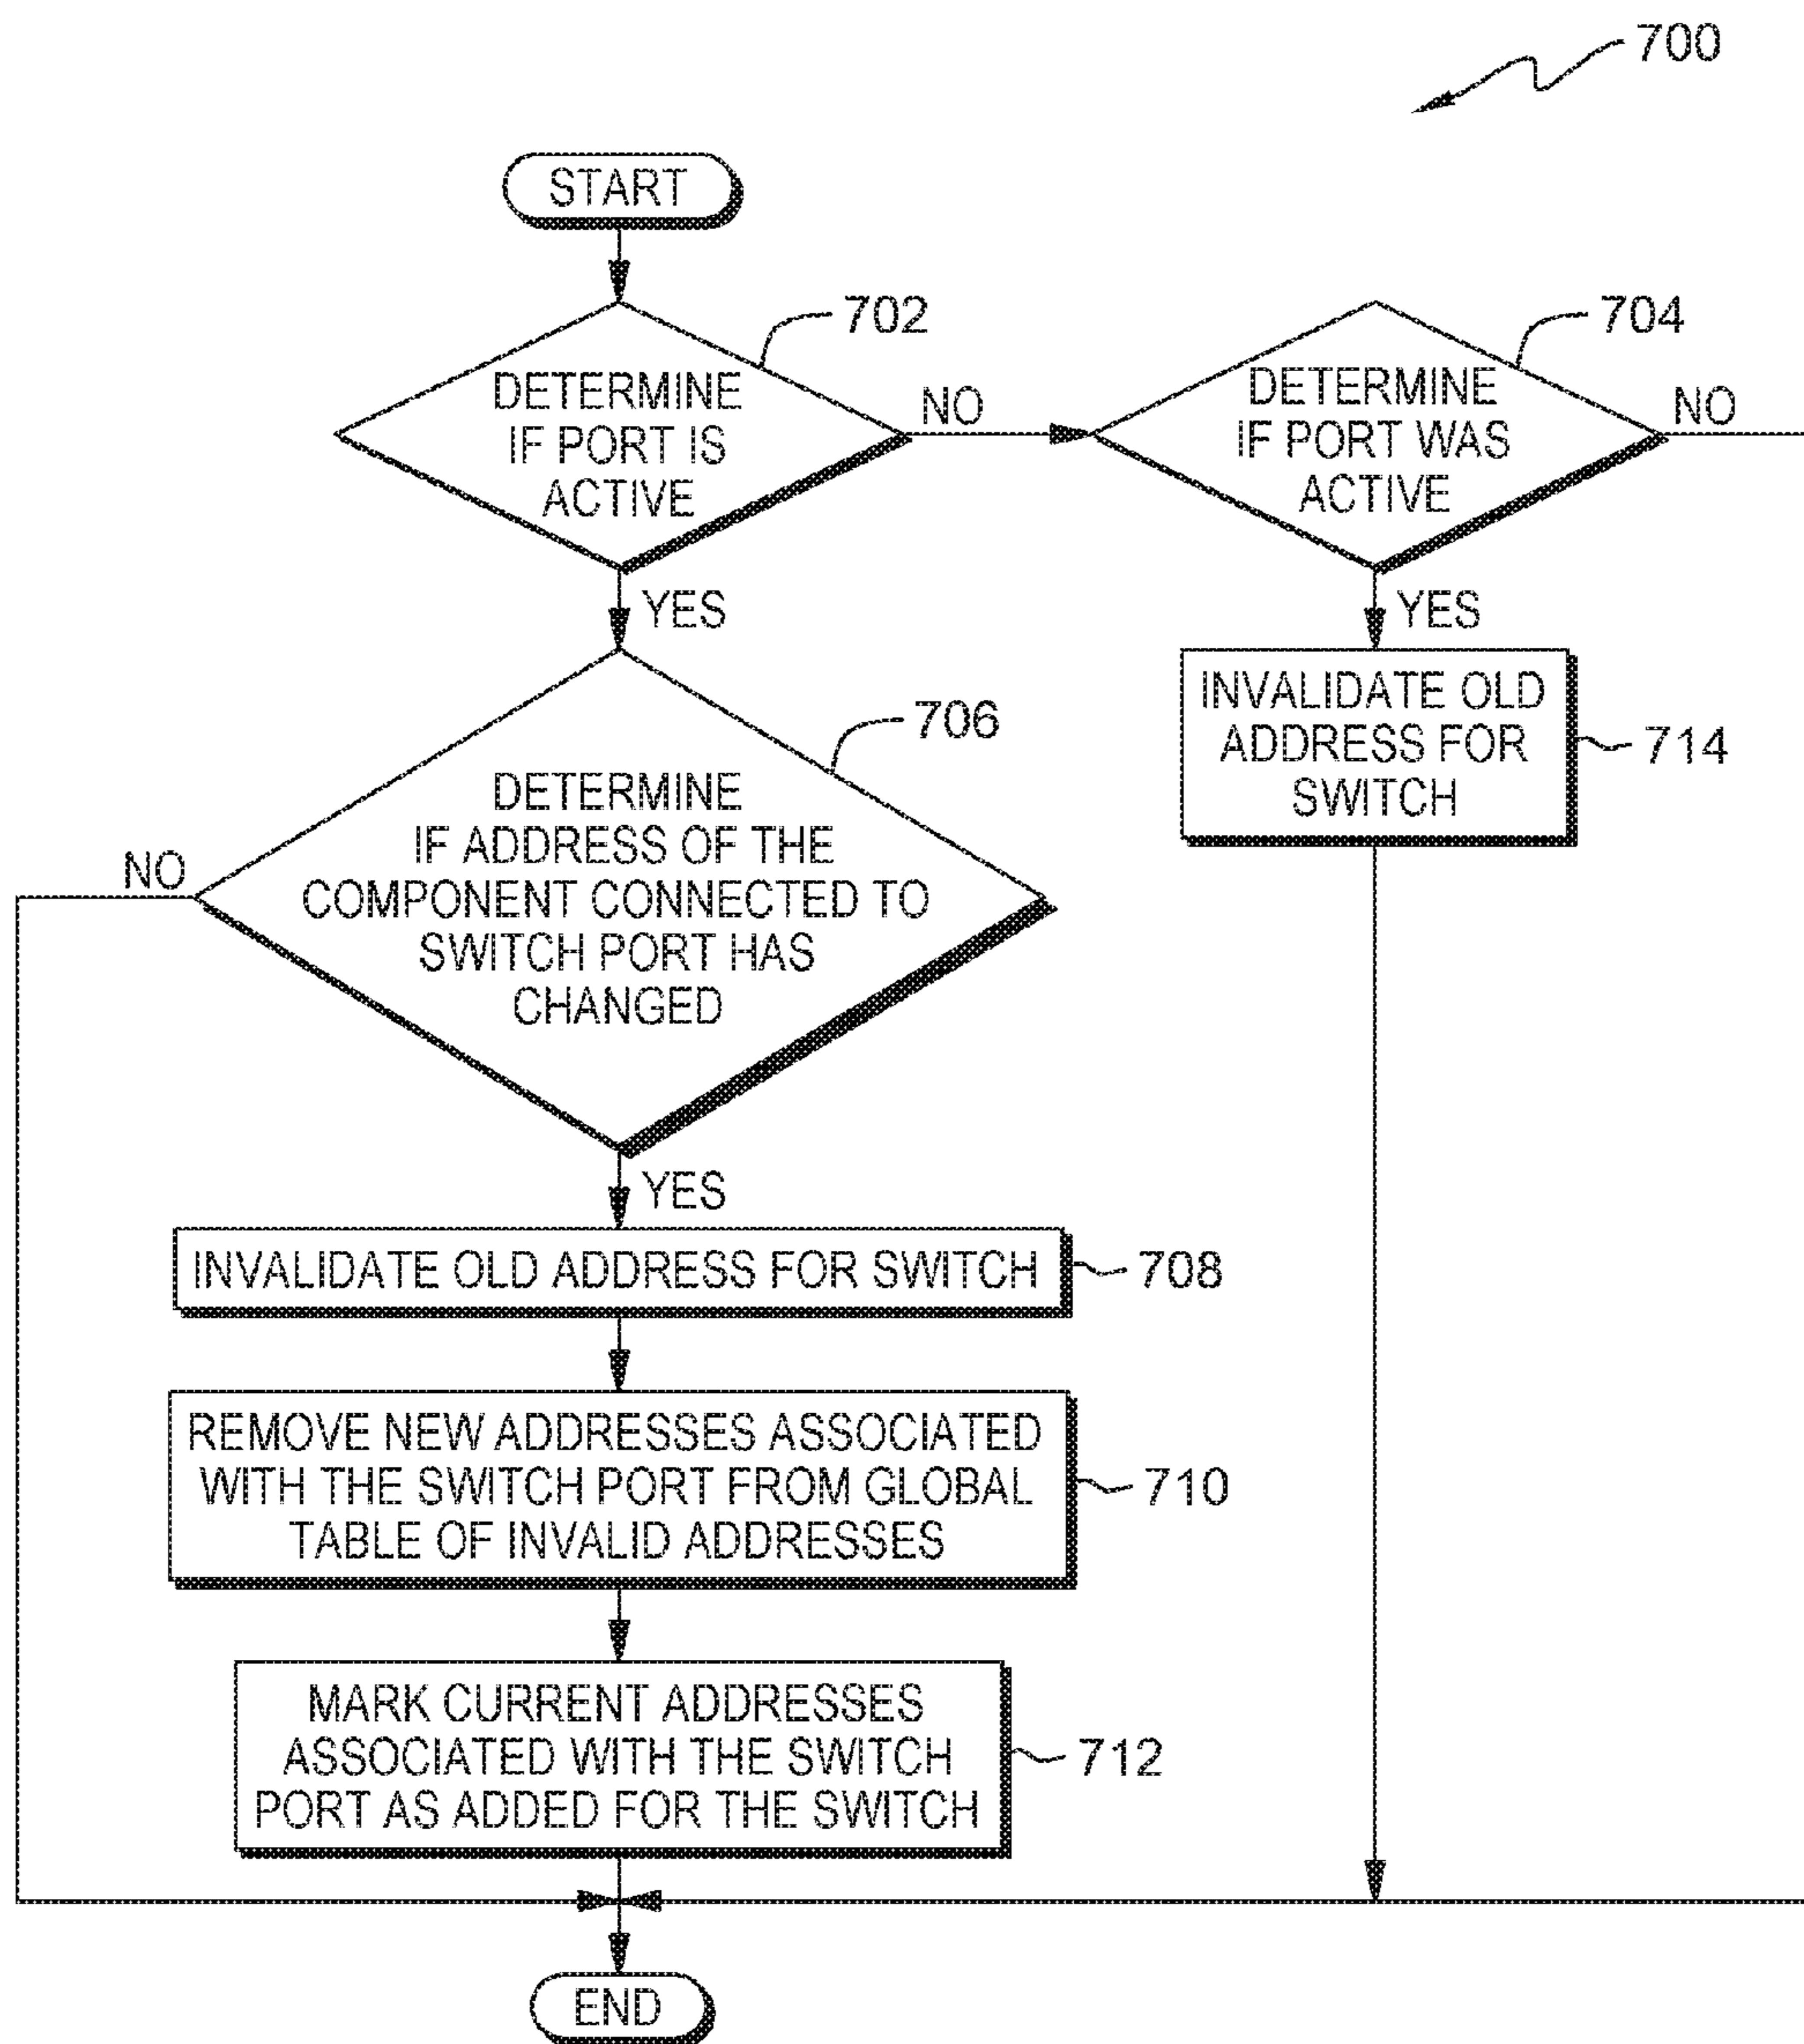 700
START
702
DETERMINE
IF PORT IS
ACTIVE
NO
YES
704
DETERMINE
IF PORT WAS
ACTIVE
NO
YES
INVALIDATE OLD
ADDRESS FOR
SWITCH
714
706
DETERMINE
IF ADDRESS OF THE
COMPONENT CONNECTED TO
SWITCH PORT HAS
CHANGED
NO
YES
INVALIDATE OLD ADDRESS FOR SWITCH
708
REMOVE NEW ADDRESSES ASSOCIATED
WITH THE SWITCH PORT FROM GLOBAL
TABLE OF INVALID ADDRESSES
710
MARK CURRENT ADDRESSES
ASSOCIATED WITH THE SWITCH
PORT AS ADDED FOR THE SWITCH
712
END